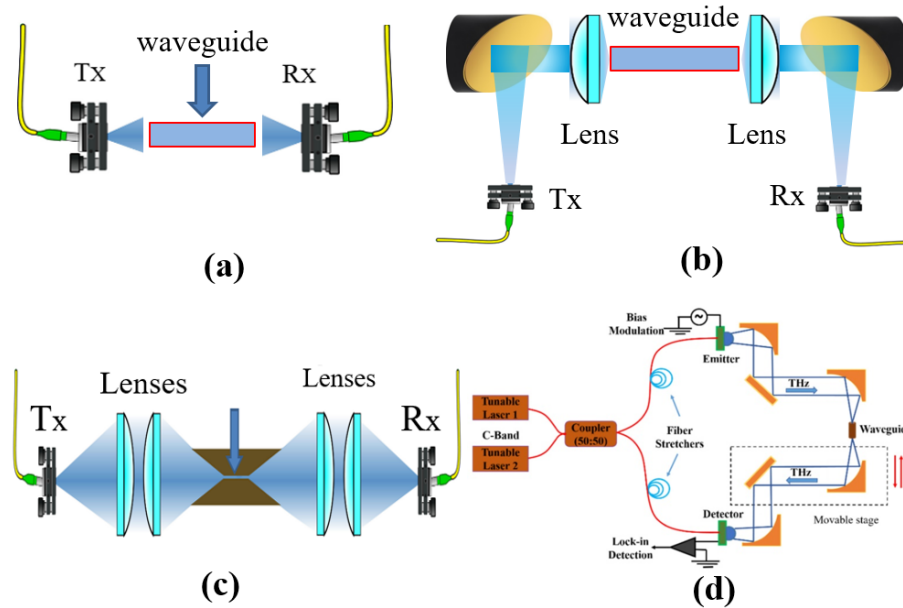 waveguide
Tx
Rx
(a)
waveguide
Lens
Lens
Tx
Rx
(b)
Lenses
Lenses
Tx
Rx
(c)
Bias
Modulation
Emitter
THz
Tunable
Laser 1
C-Band
Tunable
Laser 2
Coupler
(50:50)
Fiber
Stretchers
Waveguid
THz
Detector
Movable stage
Lock-in
Detection
(d)